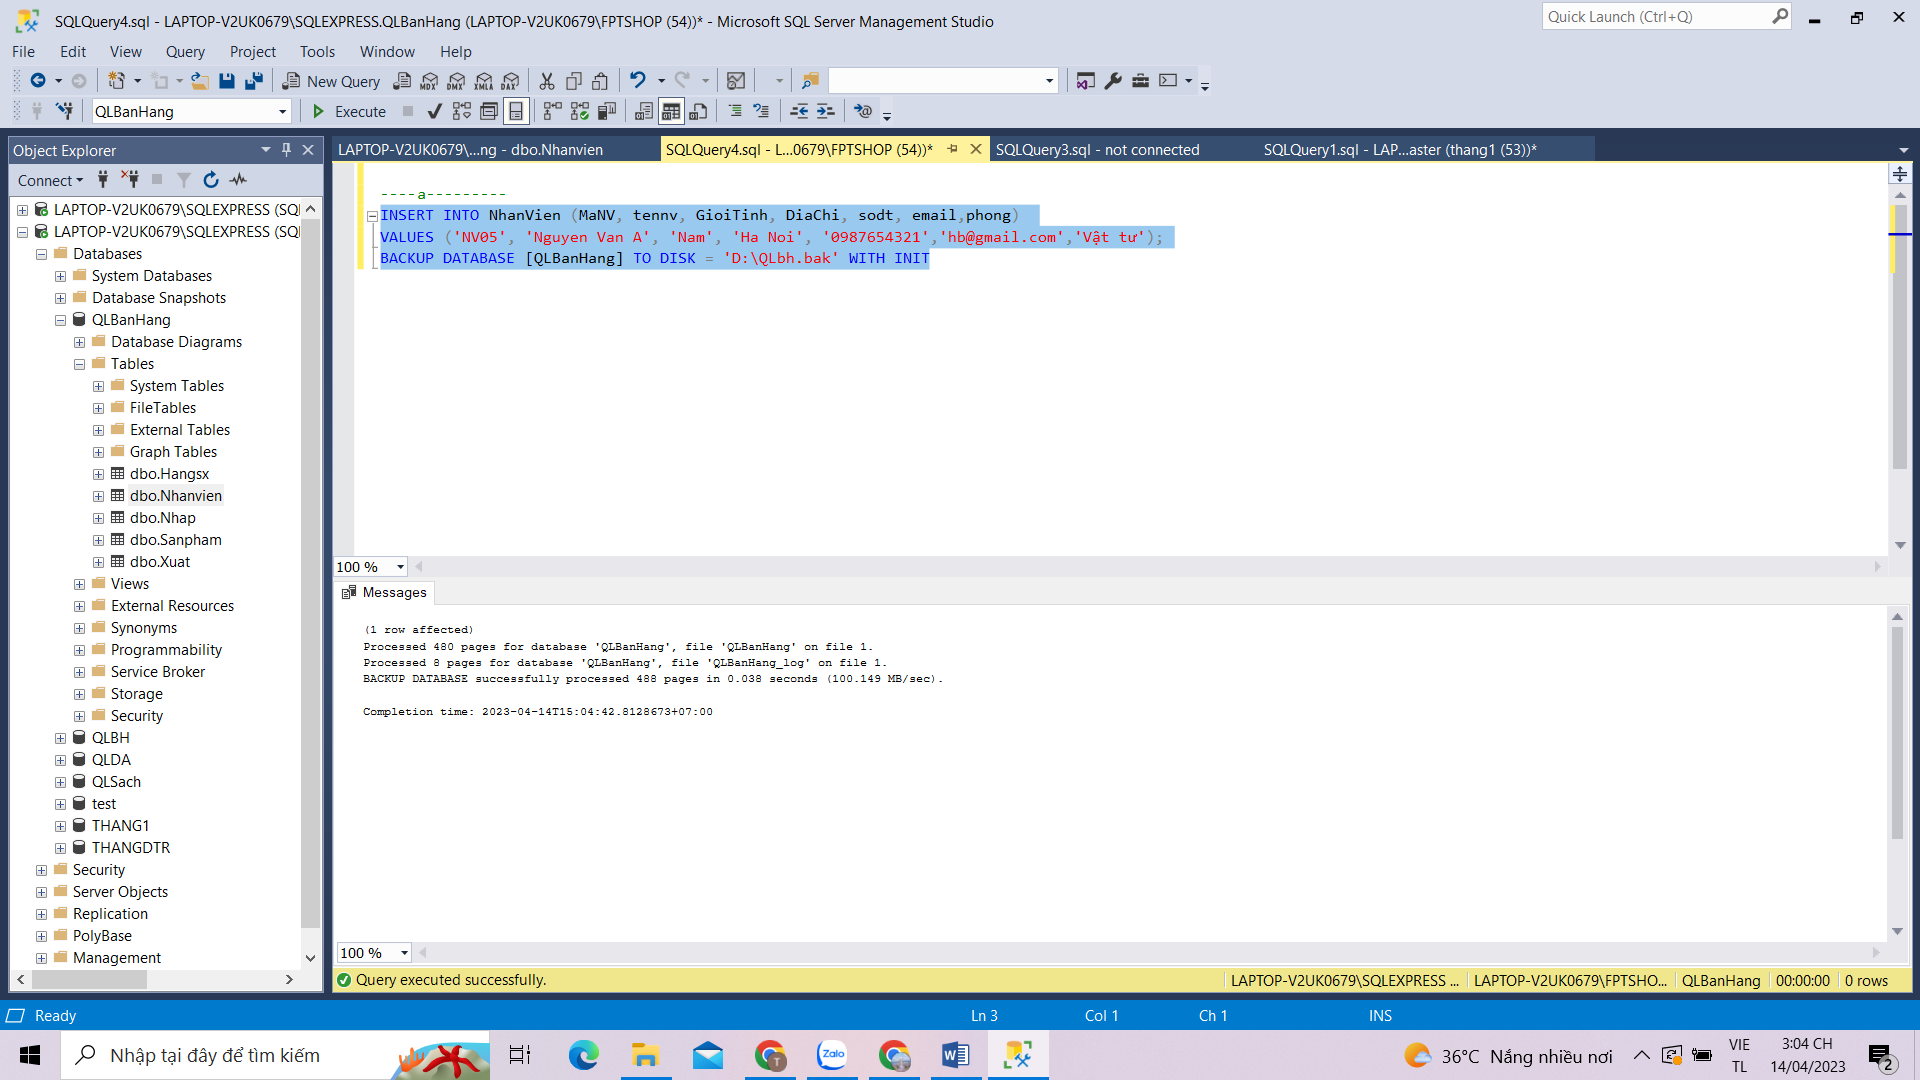 SQLQuery4.sql - LAPTOP-V2UK0679\SQLEXPRESS.QLBanHang (LAPTOP-V2UK0679\FPTSHOP (54))* - Microsoft SQL Server Management Studio
Quick Launch (Ctrl+Q)
File Edit View Query Project Tools Window Help
New Query
MDX DMX XMLA DAX
QLBanHang
Execute
Object Explorer
Connect
LAPTOP-V2UK0679\SQLEXPRESS (SQ
LAPTOP-V2UK0679\SQLEXPRESS (SQ
Databases
System Databases
Database Snapshots
QLBanHang
Database Diagrams
Tables
System Tables
FileTables
External Tables
Graph Tables
dbo.Hangsx
dbo.Nhanvien
dbo.Nhap
dbo.Sanpham
dbo.Xuat
Views
External Resources
Synonyms
Programmability
Service Broker
Storage
Security
QLBH
QLDA
QLSach
test
THANG1
THANGDTR
Security
Server Objects
Replication
PolyBase
Management
LAPTOP-V2UK0679\...ng - dbo.Nhanvien
SQLQuery4.sql - L...0679\FPTSHOP (54))*
SQLQuery3.sql - not connected
SQLQuery1.sql - LAP...aster (thang1 (53))*
----a---------
INSERT INTO NhanVien (MaNV, tennv, GioiTinh, DiaChi, sodt, email,phong)
VALUES ('NV05', 'Nguyen Van A', 'Nam', 'Ha Noi', '0987654321','hb@gmail.com','Vật tư');
BACKUP DATABASE [QLBanHang] TO DISK = 'D:\QLbh.bak' WITH INIT
100 %
Messages
(1 row affected)
Processed 480 pages for database 'QLBanHang', file 'QLBanHang' on file 1.
Processed 8 pages for database 'QLBanHang', file 'QLBanHang_log' on file 1.
BACKUP DATABASE successfully processed 488 pages in 0.038 seconds (100.149 MB/sec).
Completion time: 2023-04-14T15:04:42.8128673+07:00
100 %
Query executed successfully.
LAPTOP-V2UK0679\SQLEXPRESS ...
LAPTOP-V2UK0679\FPTSHO...
QLBanHang
00:00:00
0 rows
Ready
Ln 3
Col 1
Ch 1
INS
Nhập tại đây để tìm kiếm
T
Zalo
36°C Nắng nhiều nơi
VIE
TL
3:04 CH
14/04/2023
2